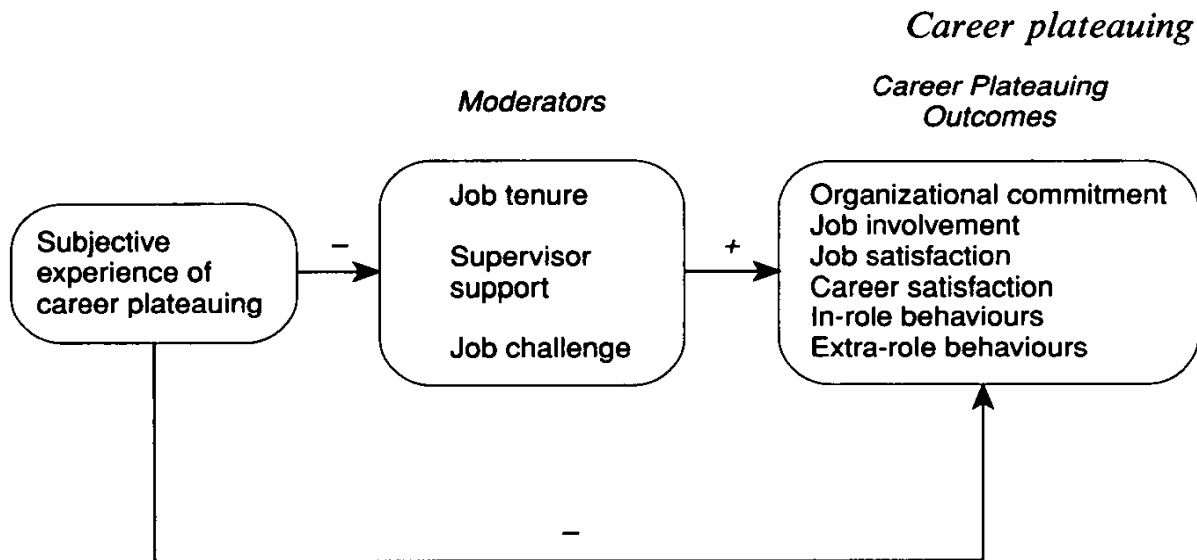 Career plateauing
Moderators
Career Plateauing
Outcomes
Subjective
experience of
career plateauing
–
Job tenure
Supervisor
support
Job challenge
+
Organizational commitment
Job involvement
Job satisfaction
Career satisfaction
In-role behaviours
Extra-role behaviours
–